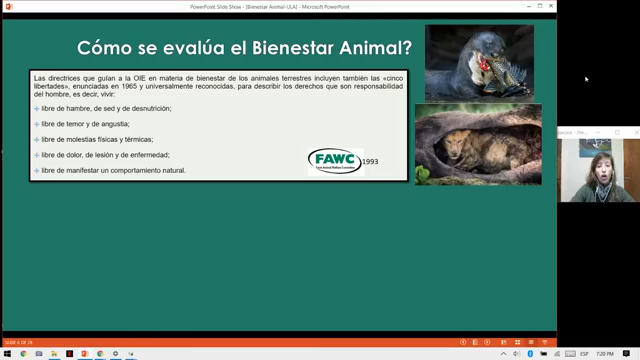 PowerPoint Slide Show - [Bienestar Animal-ULA] - Microsoft PowerPoint
Cómo se evalúa el Bienestar Animal?
Las directrices que guían a la OIE en materia de bienestar de los animales terrestres incluyen también las «cinco
libertades», enunciadas en 1965 y universalmente reconocidas, para describir los derechos que son responsabilidad
del hombre, es decir, vivir:
libre de hambre, de sed y de desnutrición;
libre de temor y de angustia;
libre de molestias físicas y térmicas;
libre de dolor, de lesión y de enfermedad;
libre de manifestar un comportamiento natural.
FAWC
1993
ESP
7:20 PM